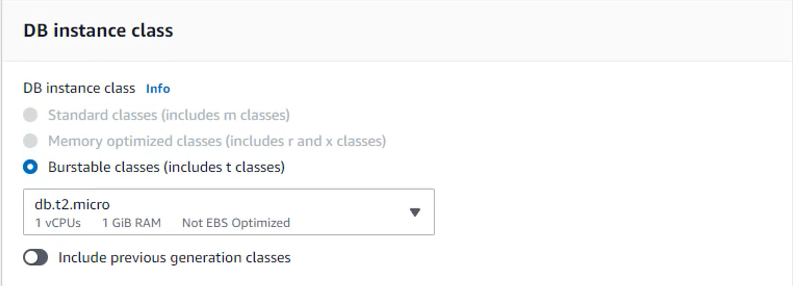 DB instance class
DB instance class Info
Standard classes (includes m classes)
Memory optimized classes (includes r and x classes)
Burstable classes (includes t classes)
db.t2.micro
1 vCPUs 1 GiB RAM Not EBS Optimized
Include previous generation classes